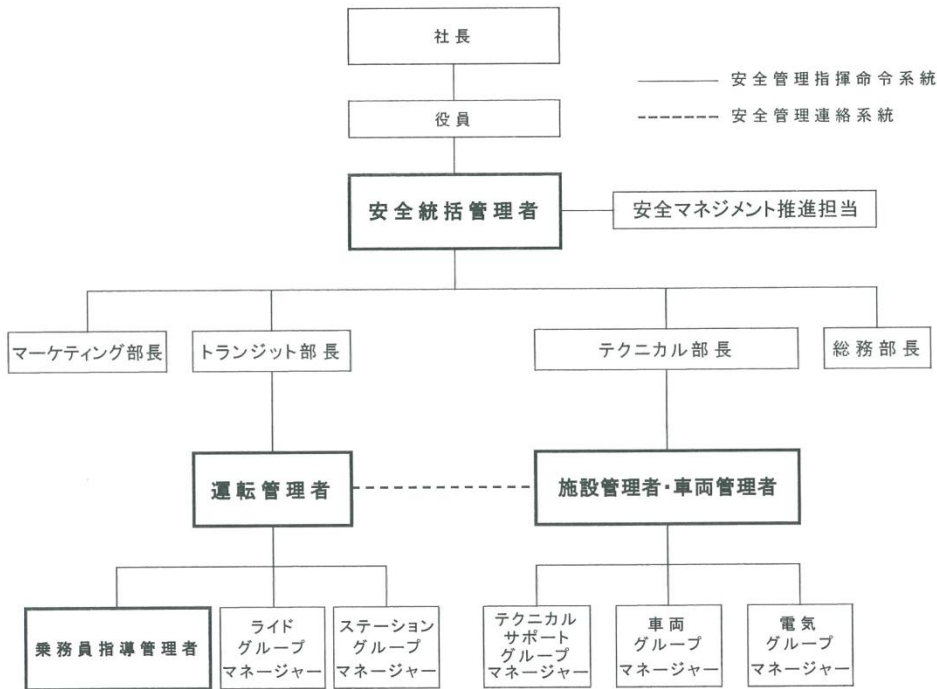 社長
安全管理指揮命令系統
役員
安全管理連絡系統
安全統括管理者
安全マネジメント推進担当
マーケティング部長
トランジット部長
テクニカル部長
総務部長
運転管理者
施設管理者・車両管理者
乗務員指導管理者
ライド
グループ
マネージャー
ステーション
グループ
マネージャー
テクニカル
サポート
グループ
マネージャー
車両
グループ
マネージャー
電気
グループ
マネージャー